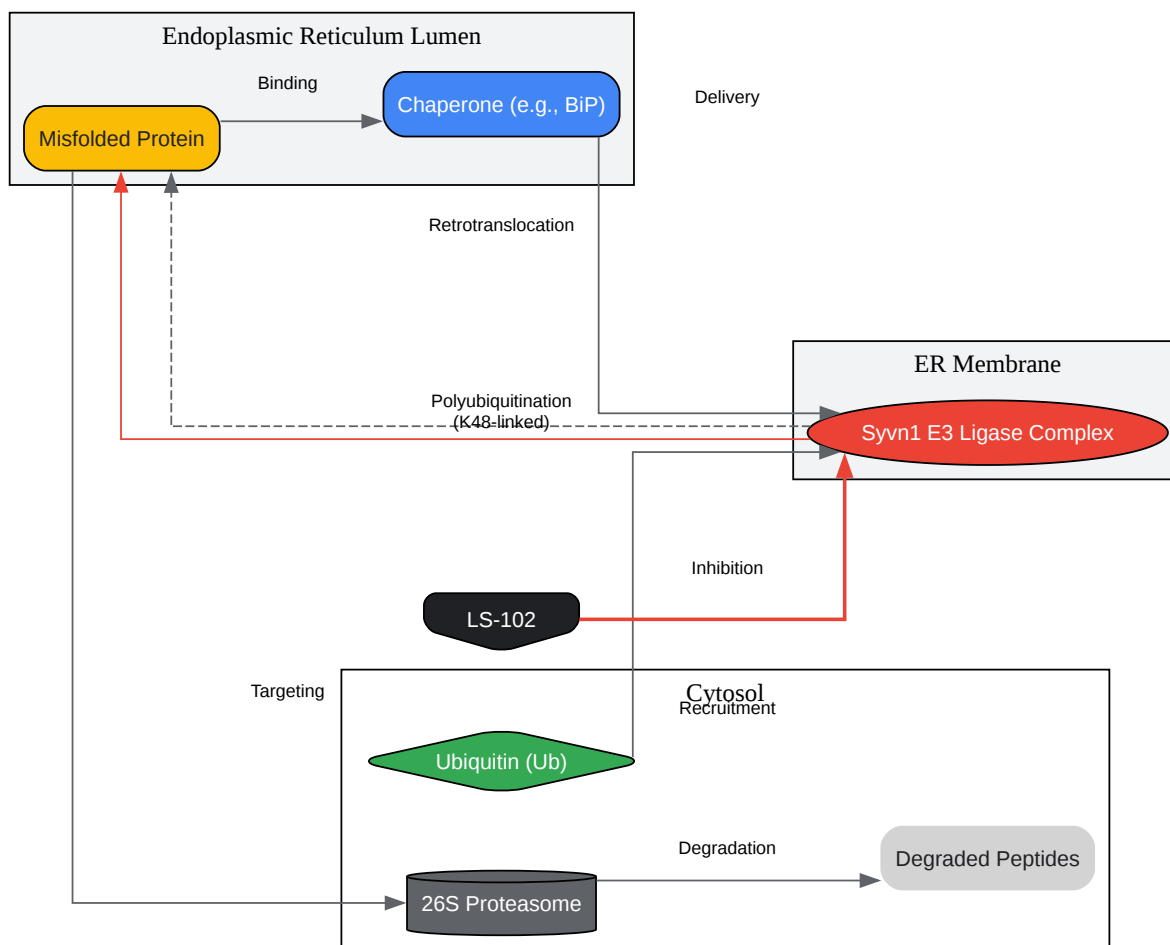 Endoplasmic Reticulum Lumen
Binding
Chaperone (e.g., BiP)
Delivery
Misfolded Protein
Retrotranslocation
ER Membrane
Polyubiquitination
(K48-linked)
Syvn1 E3 Ligase Complex
Inhibition
LS-102
Targeting
Cytosol
Recruitment
Ubiquitin (Ub)
Degradation
Degraded Peptides
26S Proteasome